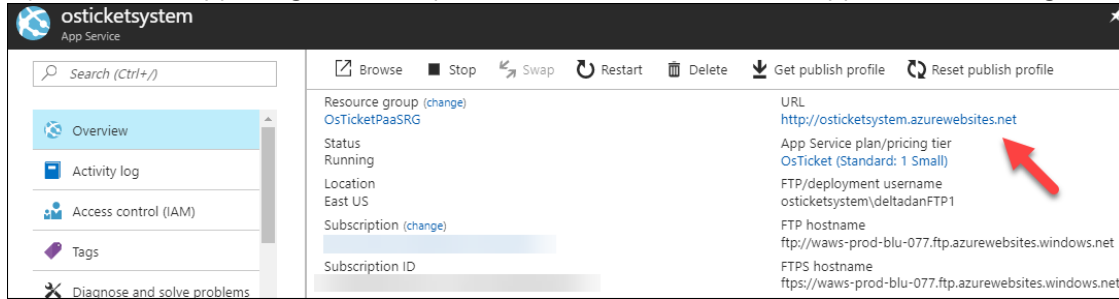 osticketsystem
App Service
Search (Ctrl+/)
Browse Stop Swap Restart Delete Get publish profile Reset publish profile
Overview
Activity log
Access control (IAM)
Tags
Diagnose and solve problems
Resource group (change)
OsTicketPaaSRG
Status
Running
Location
East US
Subscription (change)
Subscription ID
URL
http://osticketsystem.azurewebsites.net
App Service plan/pricing tier
OsTicket (Standard: 1 Small)
FTP/deployment username
osticketsystem\deltadanFTP1
FTP hostname
ftp://waws-prod-blu-077.ftp.azurewebsites.windows.net
FTPS hostname
ftps://waws-prod-blu-077.ftp.azurewebsites.windows.net